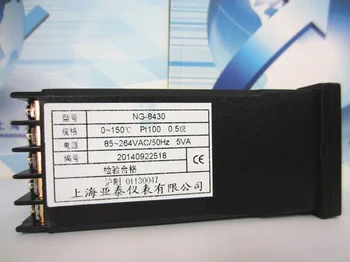 型号 NG-8430
规格 0~150℃ Pt100 0.5级
电源 85~264VAC/50Hz 5VA
编号 20140922518
检验合格
沪制 01130047
上海亚泰仪表有限公司
CE